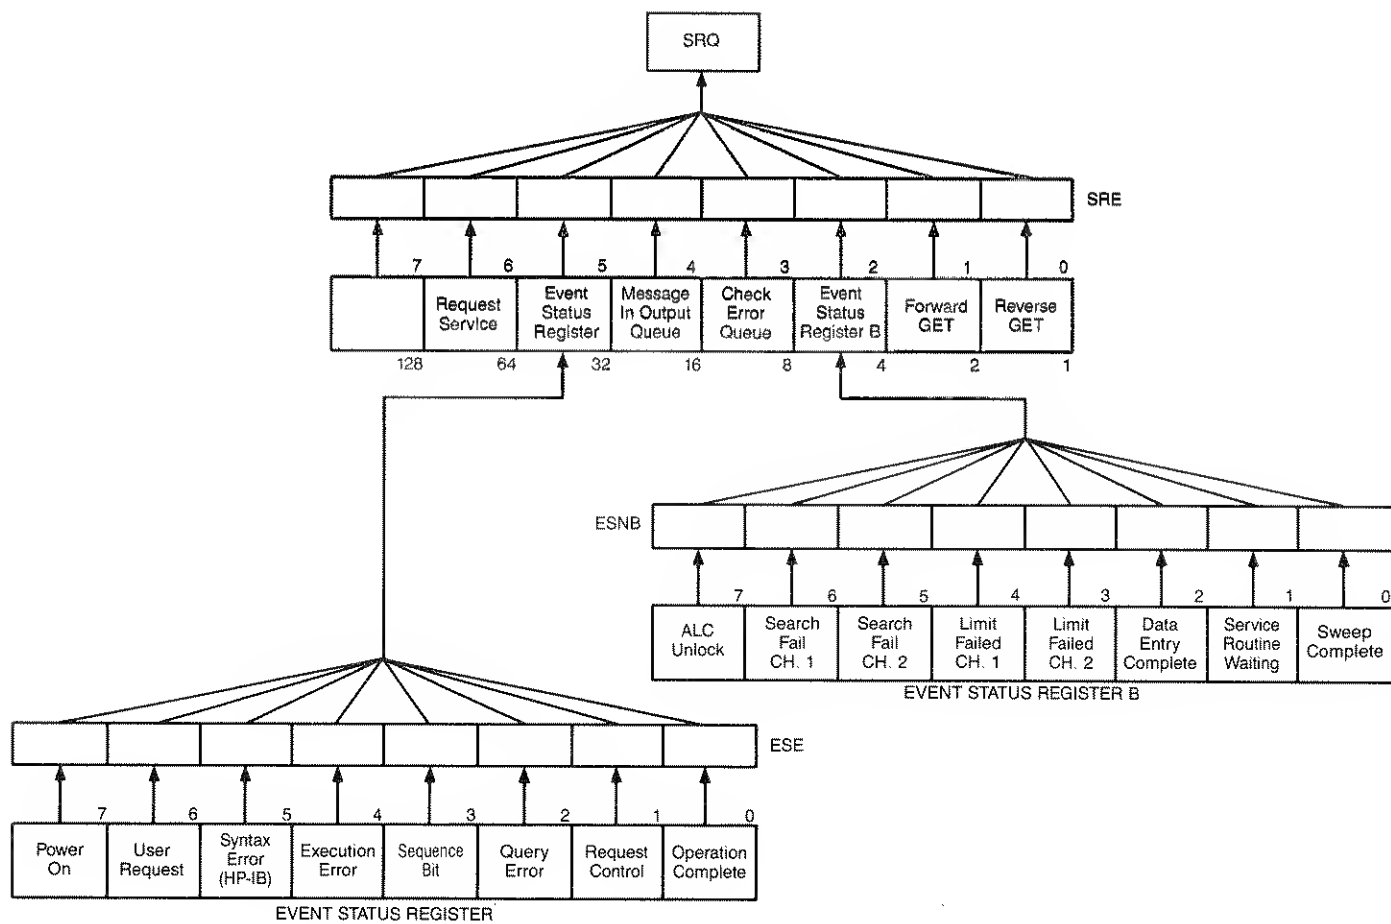 SRQ
SRE
7 6 5 4 3 2 1 0
Request
Service
Event
Status
Register
Message
In Output
Queue
Check
Error
Queue
Event
Status
Register B
Forward
GET
Reverse
GET
128 64 32 16 8 4 2 1
ESNB
7 6 5 4 3 2 1 0
ALC
Unlock
Search
Fail
CH. 1
Search
Fail
CH. 2
Limit
Failed
CH. 1
Limit
Failed
CH. 2
Data
Entry
Complete
Service
Routine
Waiting
Sweep
Complete
EVENT STATUS REGISTER B
ESE
7 6 5 4 3 2 1 0
Power
On
User
Request
Syntax
Error
(HP-IB)
Execution
Error
Sequence
Bit
Query
Error
Request
Control
Operation
Complete
EVENT STATUS REGISTER